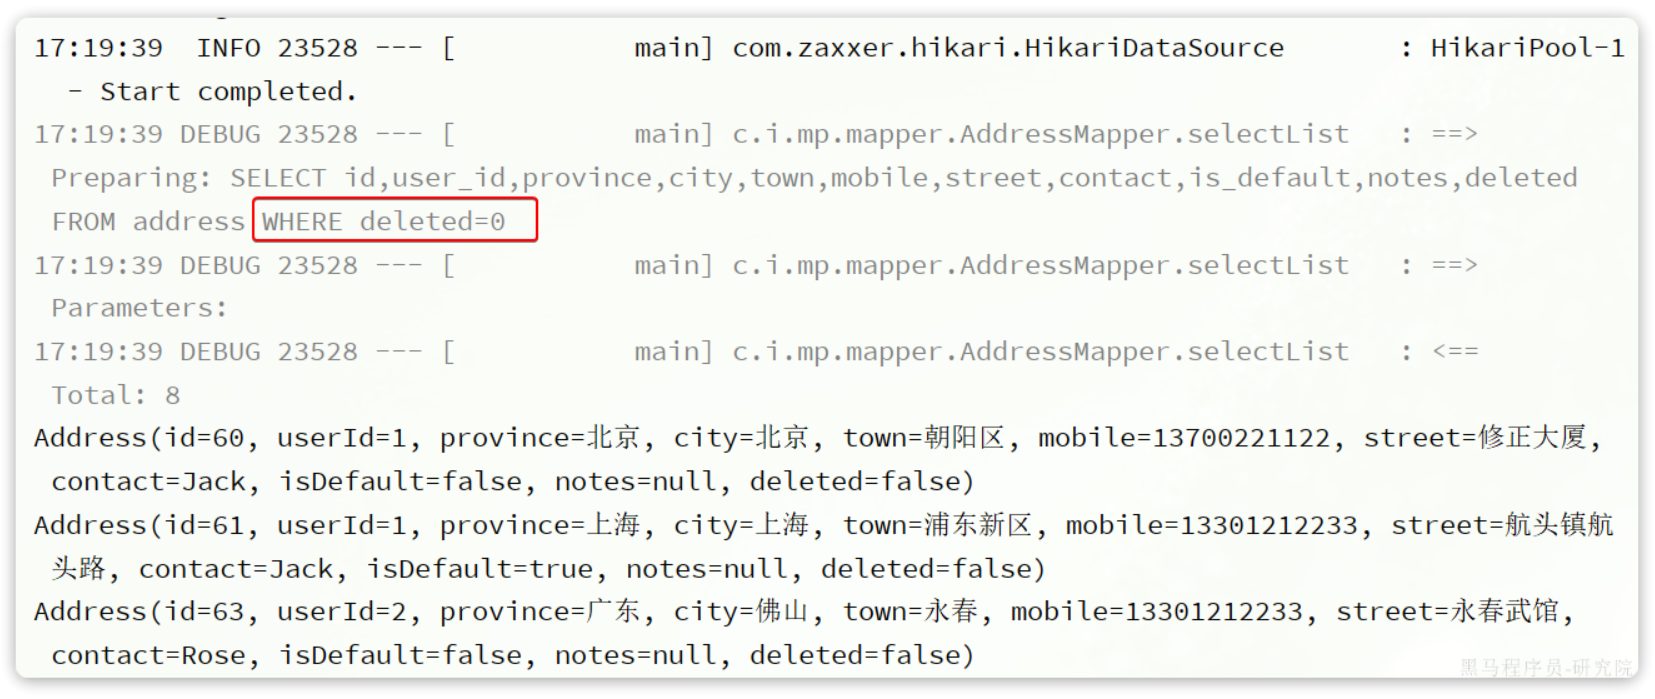 17:19:39  INFO 23528 --- [           main] com.zaxxer.hikari.HikariDataSource       : HikariPool-1
- Start completed.
17:19:39 DEBUG 23528 --- [           main] c.i.mp.mapper.AddressMapper.selectList   : ==>
Preparing: SELECT id,user_id,province,city,town,mobile,street,contact,is_default,notes,deleted
FROM address WHERE deleted=0
17:19:39 DEBUG 23528 --- [           main] c.i.mp.mapper.AddressMapper.selectList   : ==>
Parameters:
17:19:39 DEBUG 23528 --- [           main] c.i.mp.mapper.AddressMapper.selectList   : <==
Total: 8
Address(id=60, userId=1, province=北京, city=北京, town=朝阳区, mobile=13700221122, street=修正大厦,
contact=Jack, isDefault=false, notes=null, deleted=false)
Address(id=61, userId=1, province=上海, city=上海, town=浦东新区, mobile=13301212233, street=航头镇航
头路, contact=Jack, isDefault=true, notes=null, deleted=false)
Address(id=63, userId=2, province=广东, city=佛山, town=永春, mobile=13301212233, street=永春武馆,
contact=Rose, isDefault=false, notes=null, deleted=false)
黑马程序员-研究院